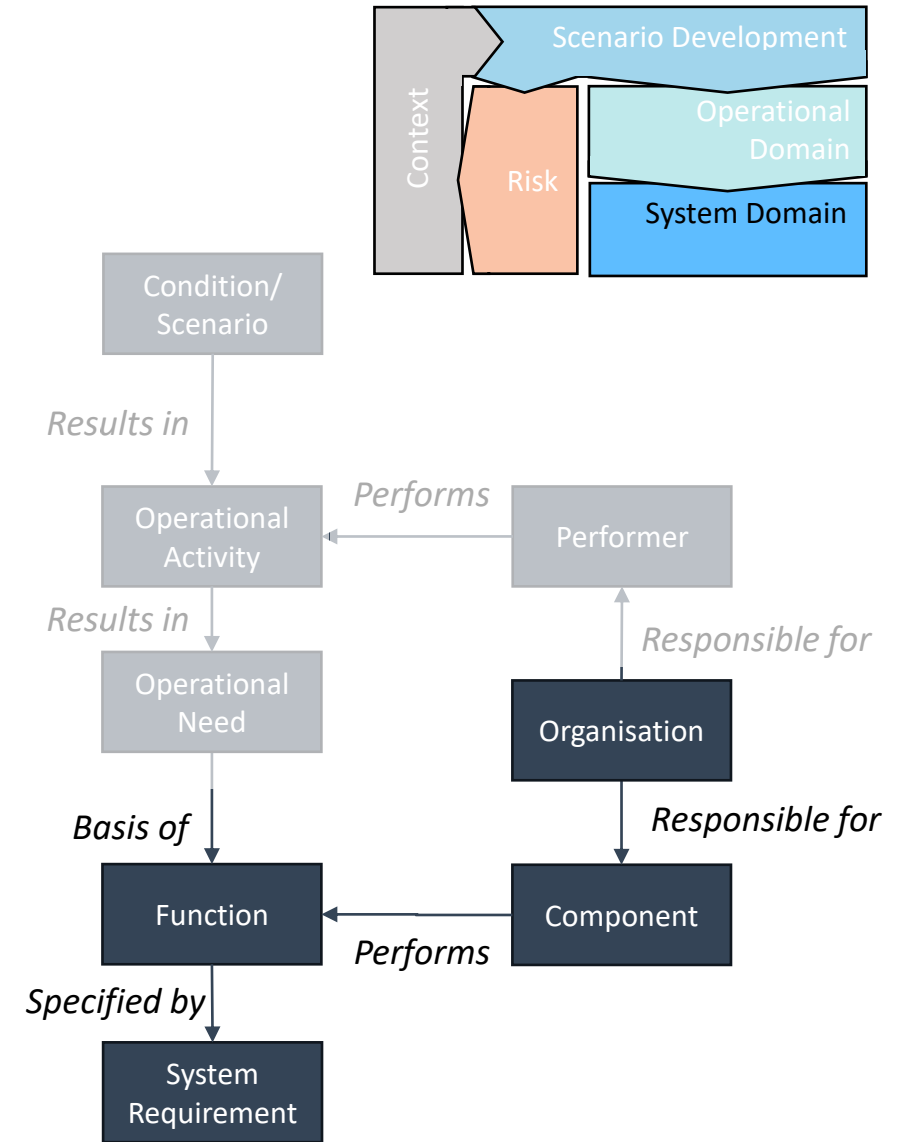 Scenario Development
Context
Operational
Domain
Risk
System Domain
Condition/
Scenario
Results in
Operational
Activity
Performs
Performer
Results in
Responsible for
Operational
Need
Organisation
Basis of
Responsible for
Function
Performs
Component
Specified by
System
Requirement